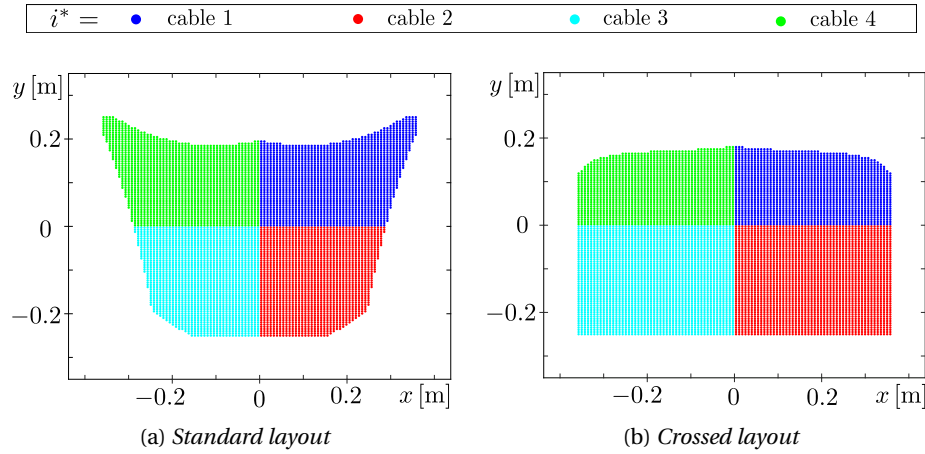 i* = cable 1 cable 2 cable 3 cable 4
y [m] y [m]
0.2 0.2
0 0
−0.2 −0.2
−0.2 0 0.2 x [m] −0.2 0 0.2 x [m]
(a) Standard layout (b) Crossed layout